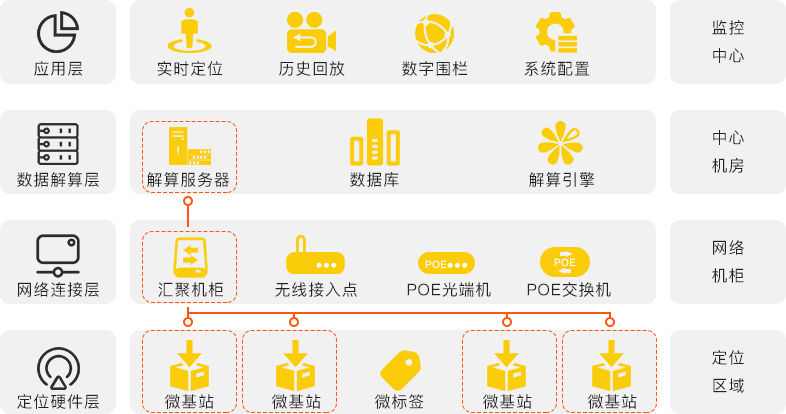 应用层
实时定位
历史回放
数字围栏
系统配置
监控
中心
数据解算层
解算服务器
数据库
解算引擎
中心
机房
网络连接层
汇聚机柜
无线接入点
POE
POE光端机
POE
POE交换机
网络
机柜
定位硬件层
微基站
微基站
微标签
微基站
微基站
定位
区域